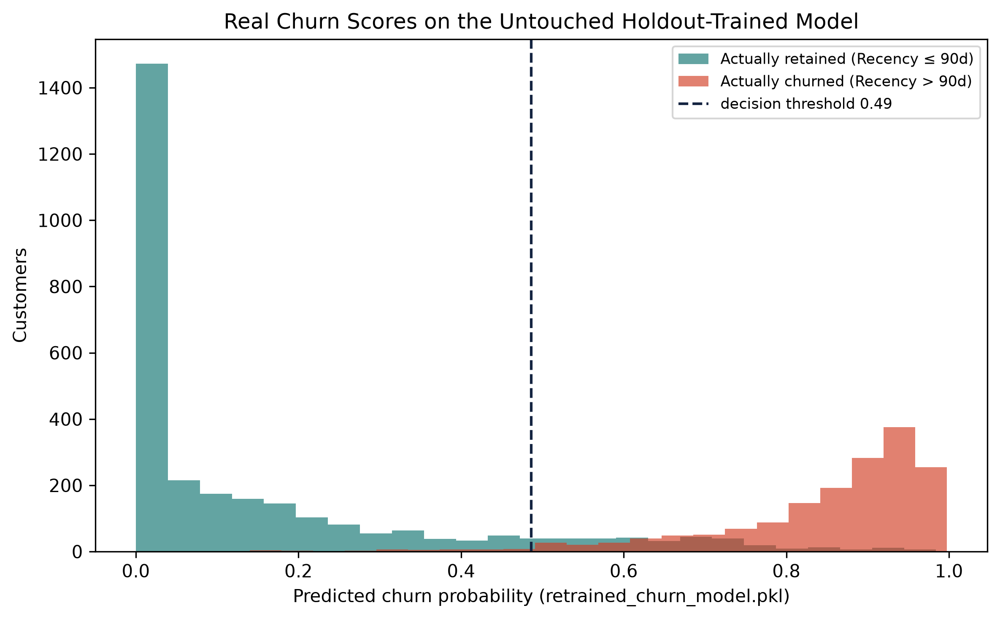 Real Churn Scores on the Untouched Holdout-Trained Model
Actually retained (Recency ≤ 90d)
Actually churned (Recency > 90d)
decision threshold 0.49
Customers
1400
1200
1000
800
600
400
200
0
0.0 0.2 0.4 0.6 0.8 1.0
Predicted churn probability (retrained_churn_model.pkl)